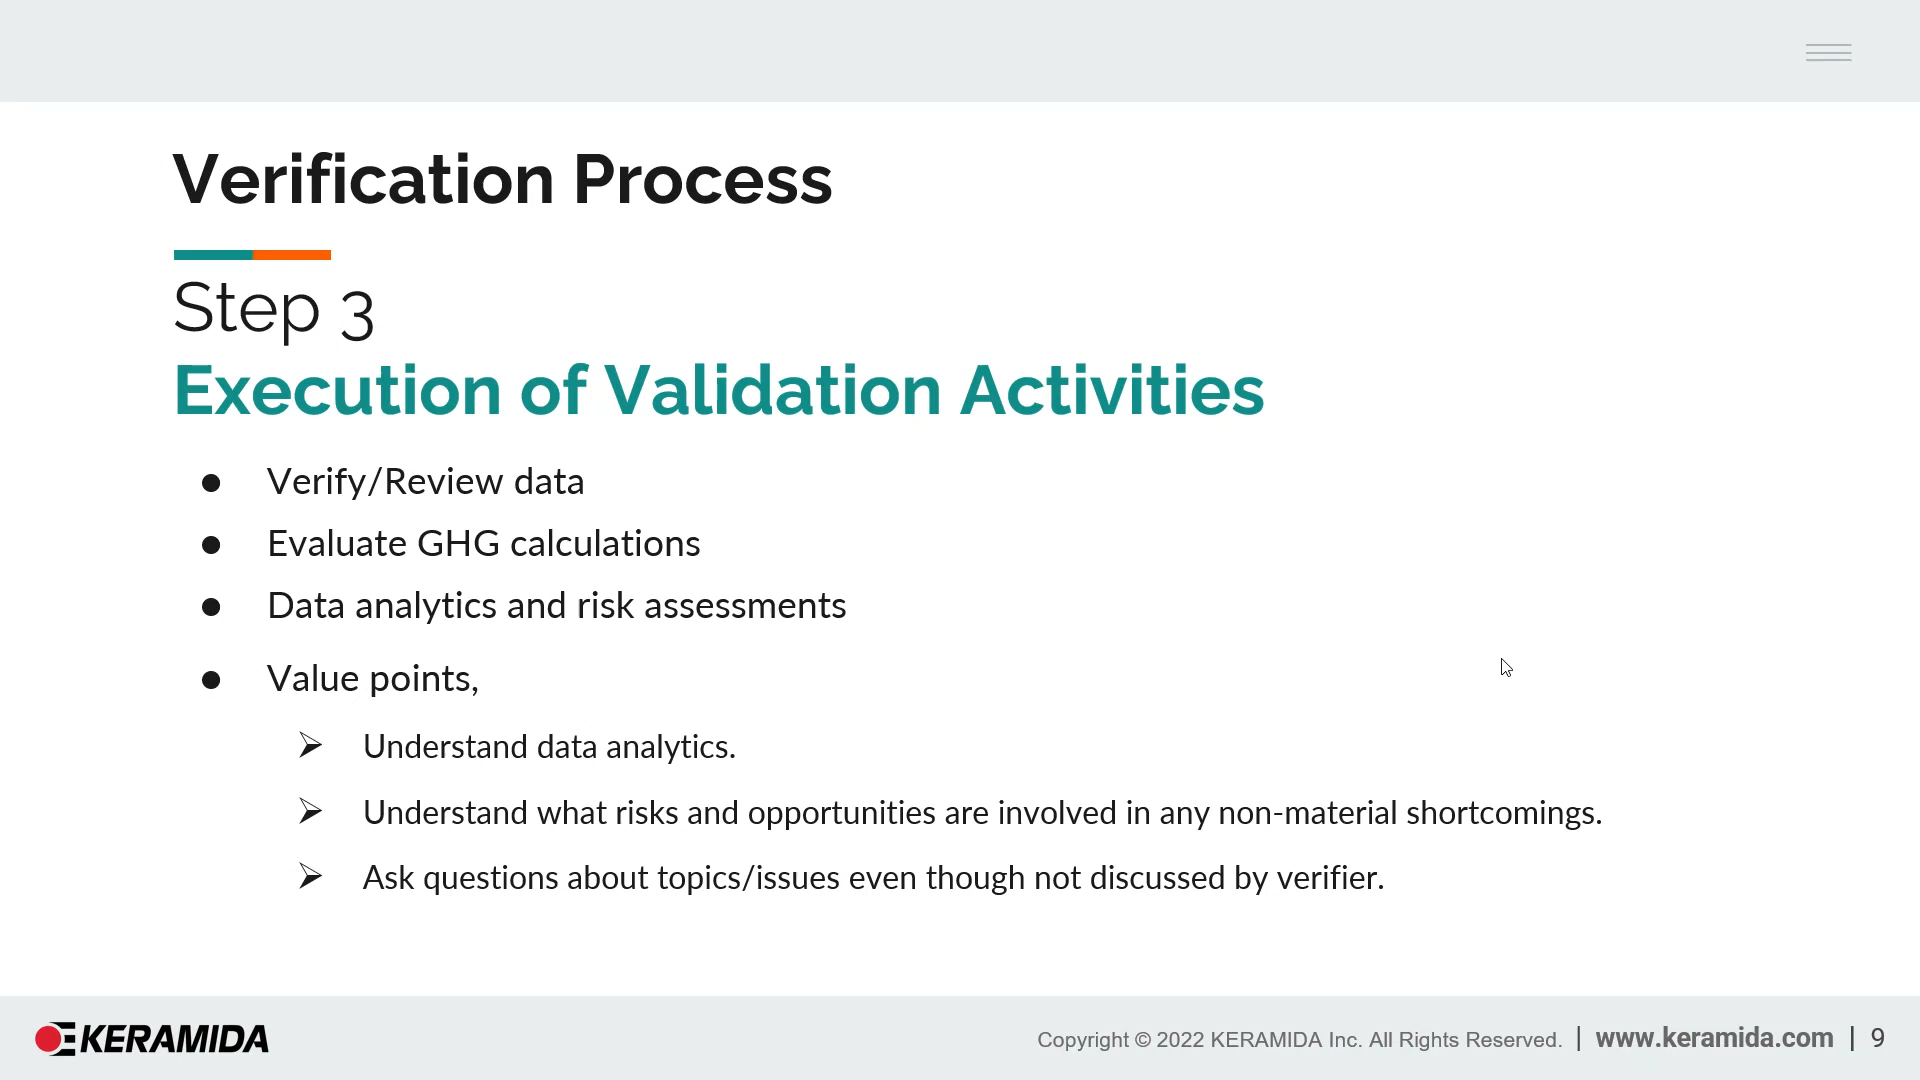 Verification Process
Step 3
Execution of Validation Activities
● Verify/Review data
● Evaluate GHG calculations
● Data analytics and risk assessments
● Value points,
➢ Understand data analytics.
➢ Understand what risks and opportunities are involved in any non-material shortcomings.
➢ Ask questions about topics/issues even though not discussed by verifier.
KERAMIDA
Copyright © 2022 KERAMIDA Inc. All Rights Reserved. | www.keramida.com | 9